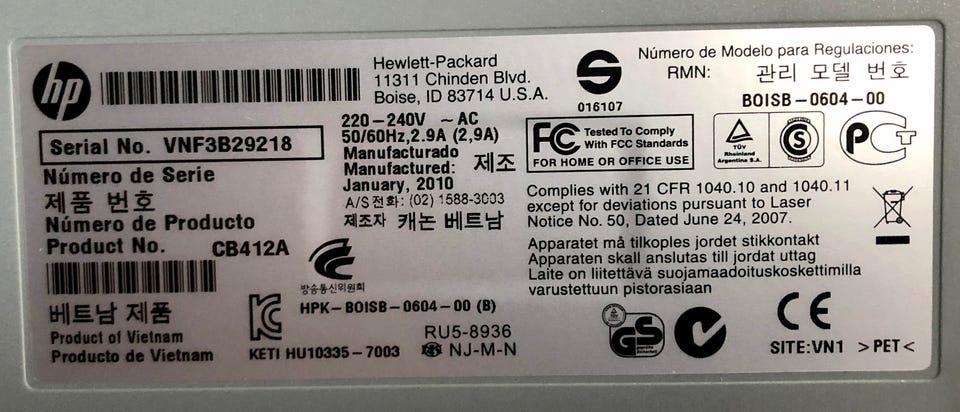 hp
Hewlett-Packard
11311 Chinden Blvd.
Boise, ID 83714 U.S.A.
S
016107
Número de Modelo para Regulaciones:
RMN: 관리 모델 번호
BOISB-0604-00
Serial No. VNF3B29218
Número de Serie
제품 번호
Número de Producto
Product No. CB412A
220-240V ~ AC
50/60Hz,2.9A (2,9A)
Manufacturado
Manufactured: 제조
January, 2010
A/S전화: (02) 1588-3003
제조자 캐논 베트남
FC Tested To Comply
With FCC Standards
FOR HOME OR OFFICE USE
TÜV
Rheinland
Argentina S.A.
S
PCT
Complies with 21 CFR 1040.10 and 1040.11
except for deviations pursuant to Laser
Notice No. 50, Dated June 24, 2007.
Apparatet må tilkoples jordet stikkontakt
Apparaten skall anslutas till jordat uttag
Laite on liitettävä suojamaadoituskoskettimilla
varustettuun pistorasiaan
베트남 제품
Product of Vietnam
Producto de Vietnam
방송통신위원회
HPK-BOISB-0604-00 (B)
KETI HU10335-7003
RU5-8936
NJ-M-N
GS
CE
SITE:VN1 >PET<